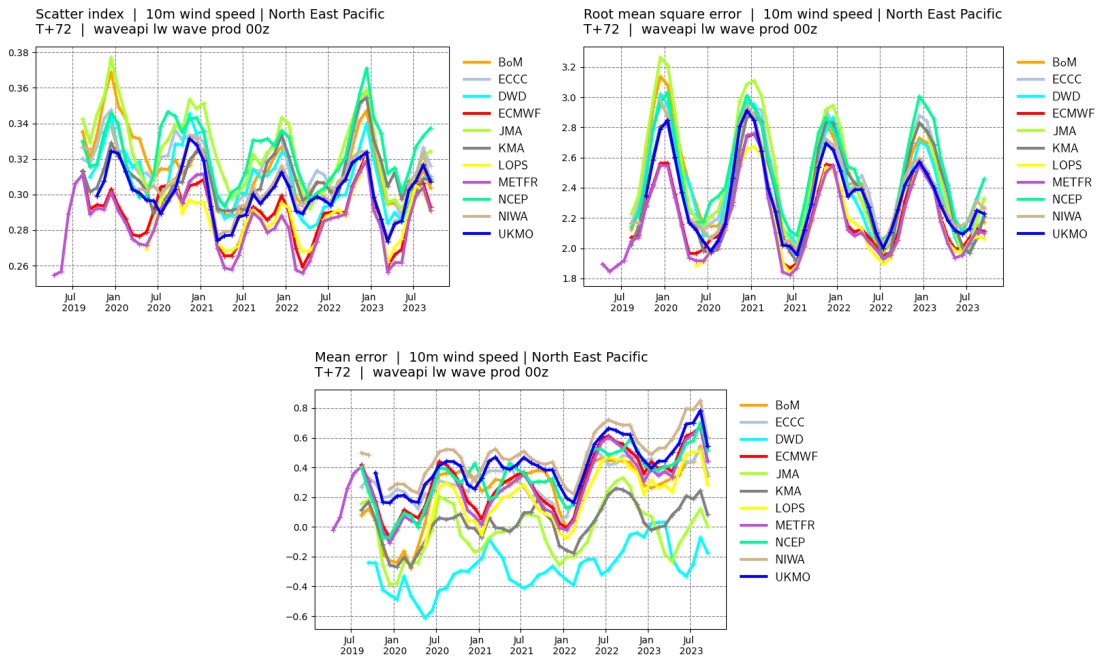 Scatter index | 10m wind speed | North East Pacific
T+72 | waveapi lw wave prod 00z
0.38
0.36
0.34
0.32
0.30
0.28
0.26
Jul 2019
Jan 2020
Jul 2020
Jan 2021
Jul 2021
Jan 2022
Jul 2022
Jan 2023
Jul 2023
BoM
ECCC
DWD
ECMWF
JMA
KMA
LOPS
METFR
NCEP
NIWA
UKMO
Root mean square error | 10m wind speed | North East Pacific
T+72 | waveapi lw wave prod 00z
3.2
3.0
2.8
2.6
2.4
2.2
2.0
1.8
Jul 2019
Jan 2020
Jul 2020
Jan 2021
Jul 2021
Jan 2022
Jul 2022
Jan 2023
Jul 2023
BoM
ECCC
DWD
ECMWF
JMA
KMA
LOPS
METFR
NCEP
NIWA
UKMO
Mean error | 10m wind speed | North East Pacific
T+72 | waveapi lw wave prod 00z
0.8
0.6
0.4
0.2
0.0
−0.2
−0.4
−0.6
Jul 2019
Jan 2020
Jul 2020
Jan 2021
Jul 2021
Jan 2022
Jul 2022
Jan 2023
Jul 2023
BoM
ECCC
DWD
ECMWF
JMA
KMA
LOPS
METFR
NCEP
NIWA
UKMO